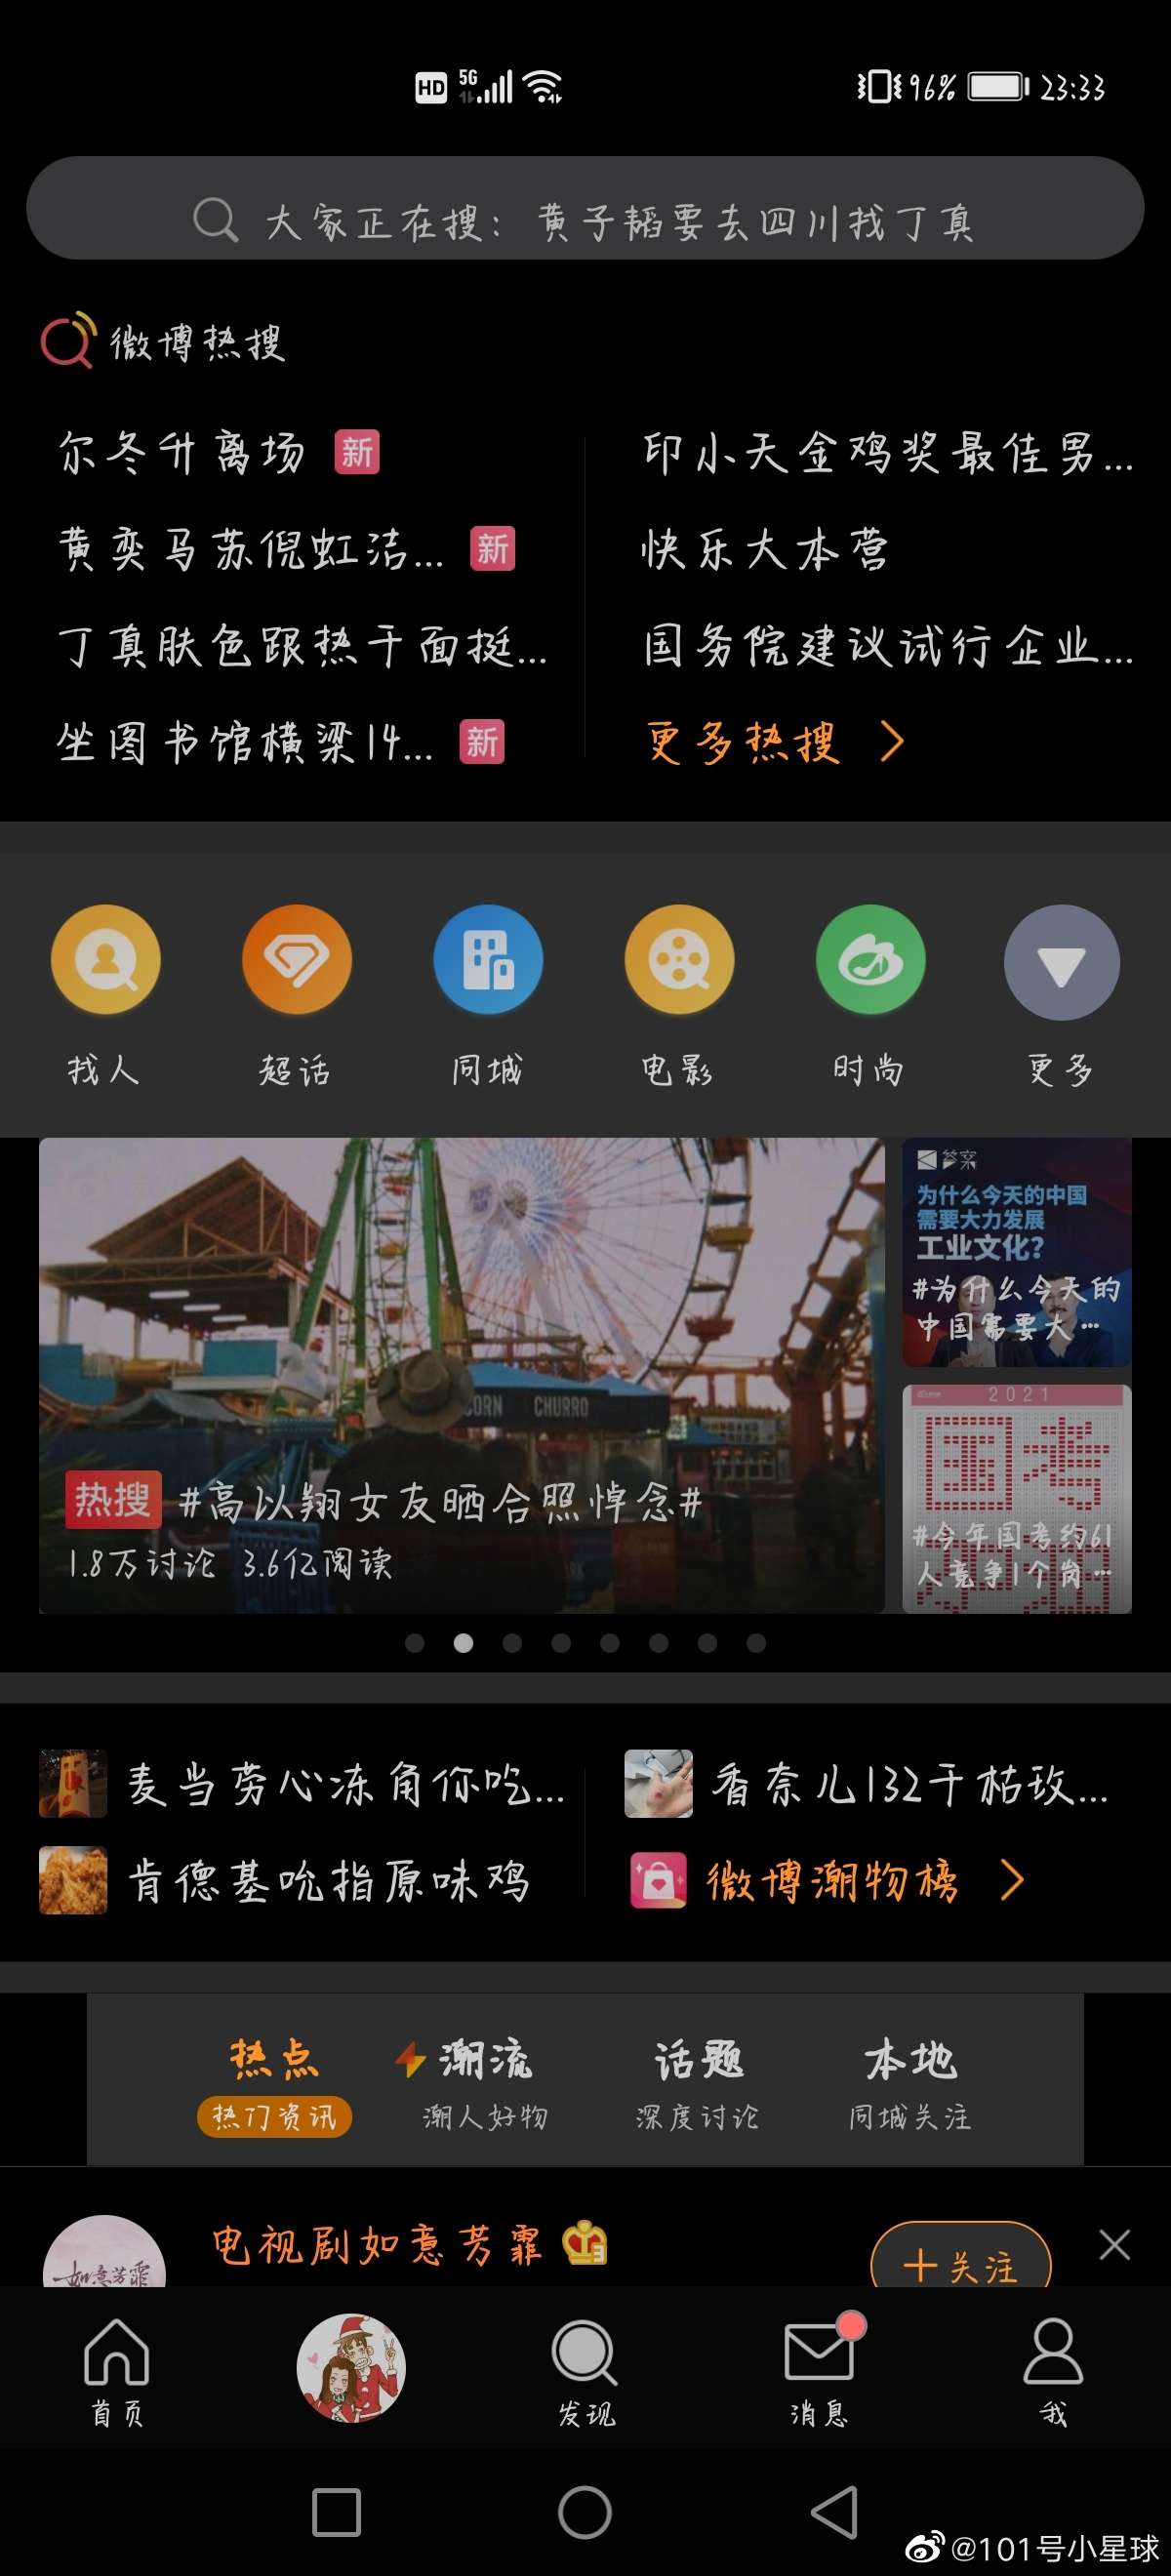 HD 5G 96% 23:33
大家正在搜：黄子韬要去四川找丁真
微博热搜
尔冬升离场 新
印小天金鸡奖最佳男...
黄奕马苏倪虹洁... 新
快乐大本营
丁真肤色跟热干面挺...
国务院建议试行企业...
坐图书馆横梁14... 新
更多热搜
找人
超话
同城
电影
时尚
更多
CORN CHURRO
热搜 #高以翔女友晒合照悼念#
1.8万讨论 3.6亿阅读
答案
为什么今天的中国
需要大力发展
工业文化?
#为什么今天的
中国需要大…
2021
国考
#今年国考约61
人竞争1个岗…
麦当劳心冻角你吃...
香奈儿132干枯玫...
肯德基吮指原味鸡
微博潮物榜
热点
潮流
话题
本地
热门资讯
潮人好物
深度讨论
同城关注
如意芳霏
电视剧如意芳霏
3
+关注
首页
发现
消息
我
@101号小星球